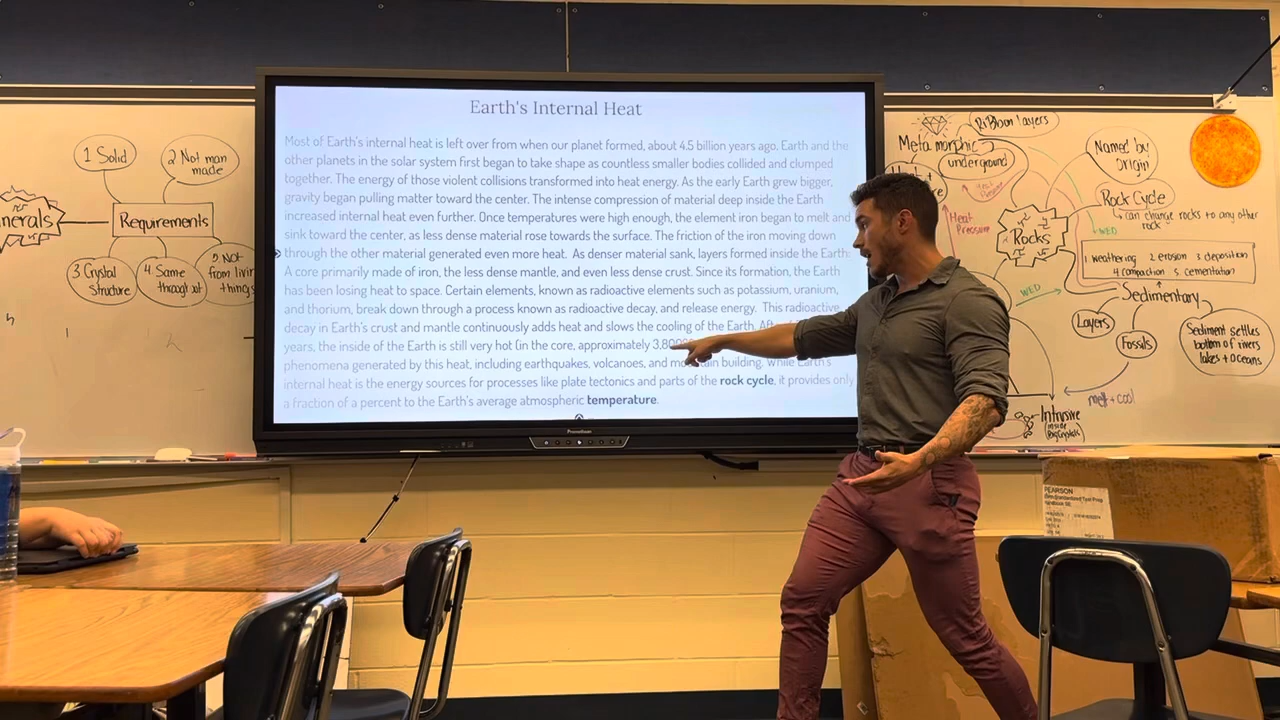 Earth's Internal Heat
Most of Earth's internal heat is left over from when our planet formed, about 4.5 billion years ago. Earth and the
other planets in the solar system first began to take shape as countless smaller bodies collided and clumped
together. The energy of those violent collisions transformed into heat energy. As the early Earth grew bigger,
gravity began pulling matter toward the center. The intense compression of material deep inside the Earth
increased internal heat even further. Once temperatures were high enough, the element iron began to melt and
sink toward the center, as less dense material rose towards the surface. The friction of the iron moving down
through the other material generated even more heat. As denser material sank, layers formed inside the Earth:
A core primarily made of iron, the less dense mantle, and even less dense crust. Since its formation, the Earth
has been losing heat to space. Certain elements, known as radioactive elements such as potassium, uranium,
and thorium, break down through a process known as radioactive decay, and release energy. This radioactive
decay in Earth's crust and mantle continuously adds heat and slows the cooling of the Earth.
years, the inside of the Earth is still very hot (in the core, approximately
phenomena generated by this heat, including earthquakes, volcanoes, and building. While Earth's
internal heat is the energy sources for processes like plate tectonics and parts of the rock cycle, it provides only
a fraction of a percent to the Earth's average atmospheric temperature.
Promethean
1 Solid
2 Not man
made
Requirements
3 Crystal
structure
4 Same
throughout
5 Not
from livin
things
Ribbon layers
Metamorphic
underground
Heat
Pressure
Named by
origin
Rocks
Rock Cycle
can change rocks to any other
rock
WED
1 weathering 2. erosion 3. deposition
4 compaction 5. cementation
WED
Sedimentary
Layers
Fossils
Sediment settles
bottom of rivers
lakes + oceans
melt + cool
Intrusive
inside
Big Crystals
PEARSON